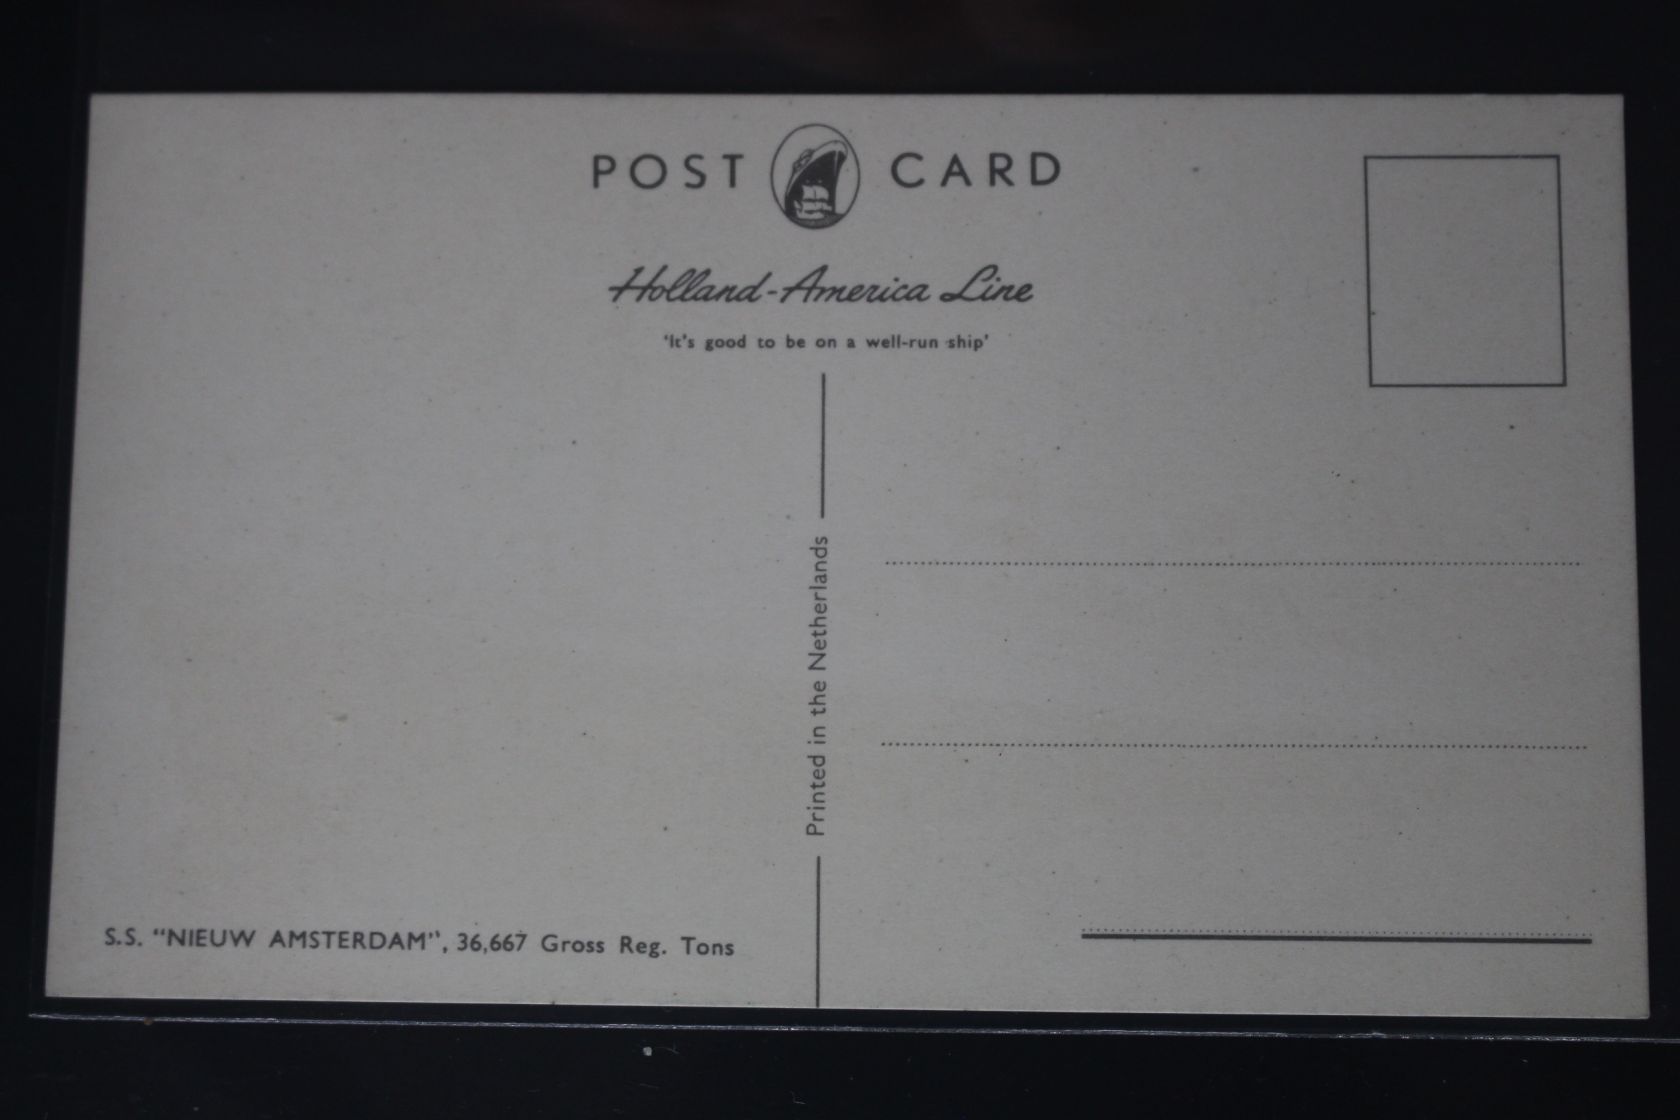 POST CARD
Holland-America Line
'It's good to be on a well-run ship'
Printed in the Netherlands
S.S. "NIEUW AMSTERDAM", 36,667 Gross Reg. Tons